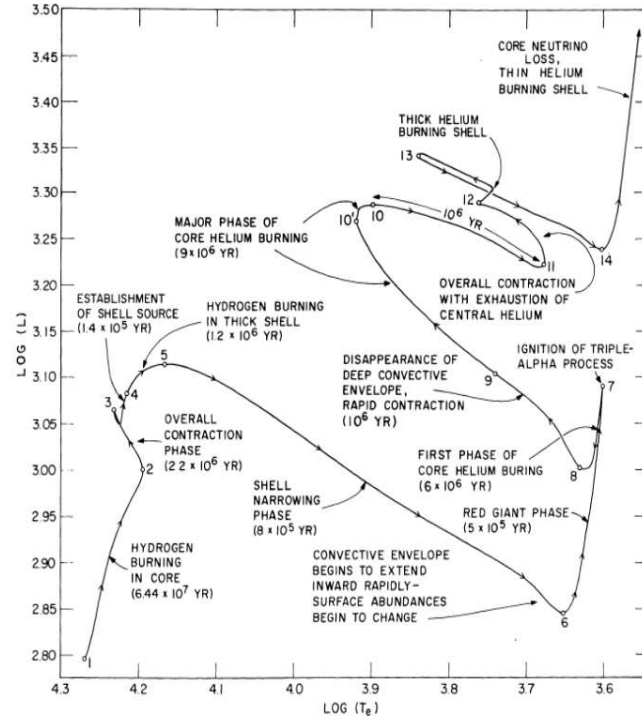 3.50
3.45
3.40
3.35
3.30
3.25
3.20
3.15
3.10
3.05
3.00
2.95
2.90
2.85
2.80
LOG (L)
CORE NEUTRINO
LOSS,
THIN HELIUM
BURNING SHELL
THICK HELIUM
BURNING SHELL
13
12
14
10'
10
10⁶ YR
11
MAJOR PHASE OF
CORE HELIUM BURNING
(9 x 10⁶ YR)
OVERALL CONTRACTION
WITH EXHAUSTION OF
CENTRAL HELIUM
ESTABLISHMENT
OF SHELL SOURCE
(1.4 x 10⁵ YR)
HYDROGEN BURNING
IN THICK SHELL
(1.2 x 10⁶ YR)
5
3
4
IGNITION OF TRIPLE-
ALPHA PROCESS
7
9
DISAPPEARANCE OF
DEEP CONVECTIVE
ENVELOPE,
RAPID CONTRACTION
(10⁶ YR)
OVERALL
CONTRACTION
PHASE
(2.2 x 10⁶ YR)
2
FIRST PHASE OF
CORE HELIUM BURING
(6 x 10⁶ YR)
8
SHELL
NARROWING
PHASE
(8 x 10⁵ YR)
RED GIANT PHASE
(5 x 10⁵ YR)
HYDROGEN
BURNING
IN CORE
(6.44 x 10⁷ YR)
CONVECTIVE ENVELOPE
BEGINS TO EXTEND
INWARD RAPIDLY-
SURFACE ABUNDANCES
BEGIN TO CHANGE
6
1
4.3 4.2 4.1 4.0 3.9 3.8 3.7 3.6
LOG (Te)